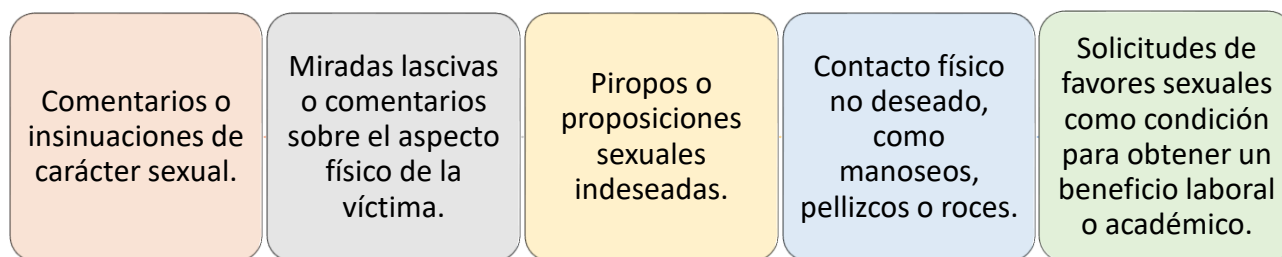 Comentarios o
insinuaciones de
carácter sexual.
Miradas lascivas
o comentarios
sobre el aspecto
físico de la
víctima.
Piropos o
proposiciones
sexuales
indeseadas.
Contacto físico
no deseado,
como
manoseos,
pellizcos o roces.
Solicitudes de
favores sexuales
como condición
para obtener un
beneficio laboral
o académico.